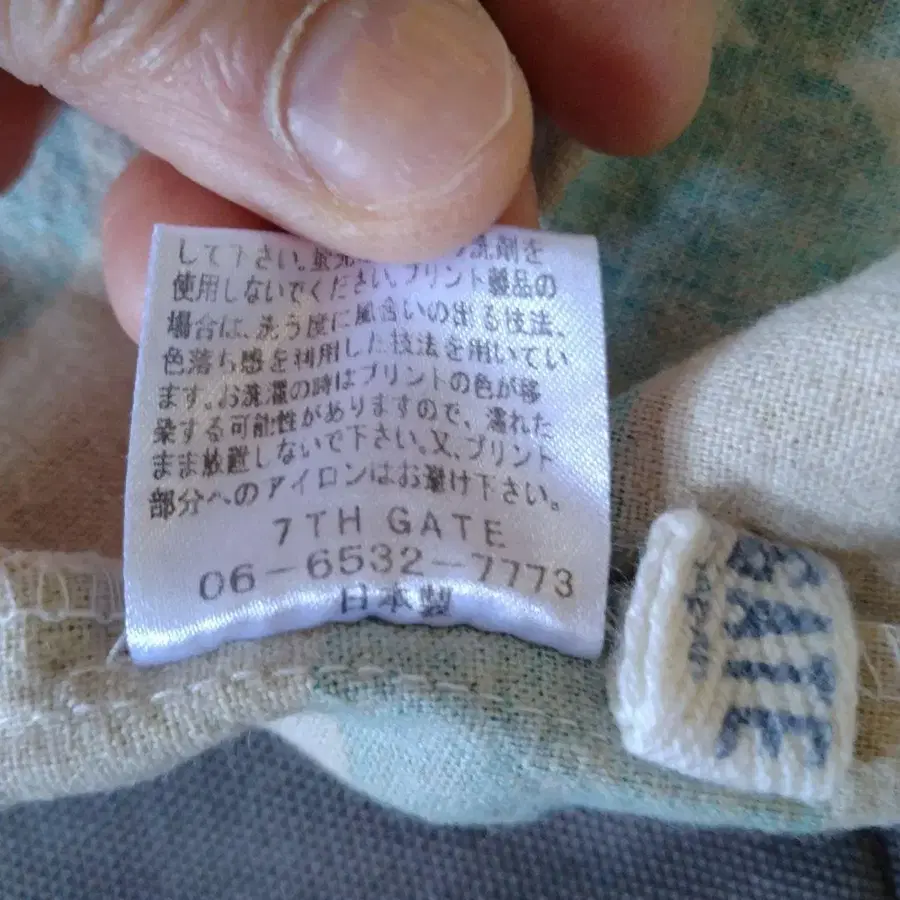 して下さい。蛍光 の洗剤を
使用しないでください。プリント製品の
場合は、洗う度に風合いの出る技法、
色落ち感を利用した技法を用いてい
ます。お洗濯の時はプリントの色が移
染する可能性がありますので、濡れた
まま放置しないで下さい。又、プリント
部分へのアイロンはお避け下さい。
7TH GATE
06-6532-7773
日本製
GATE